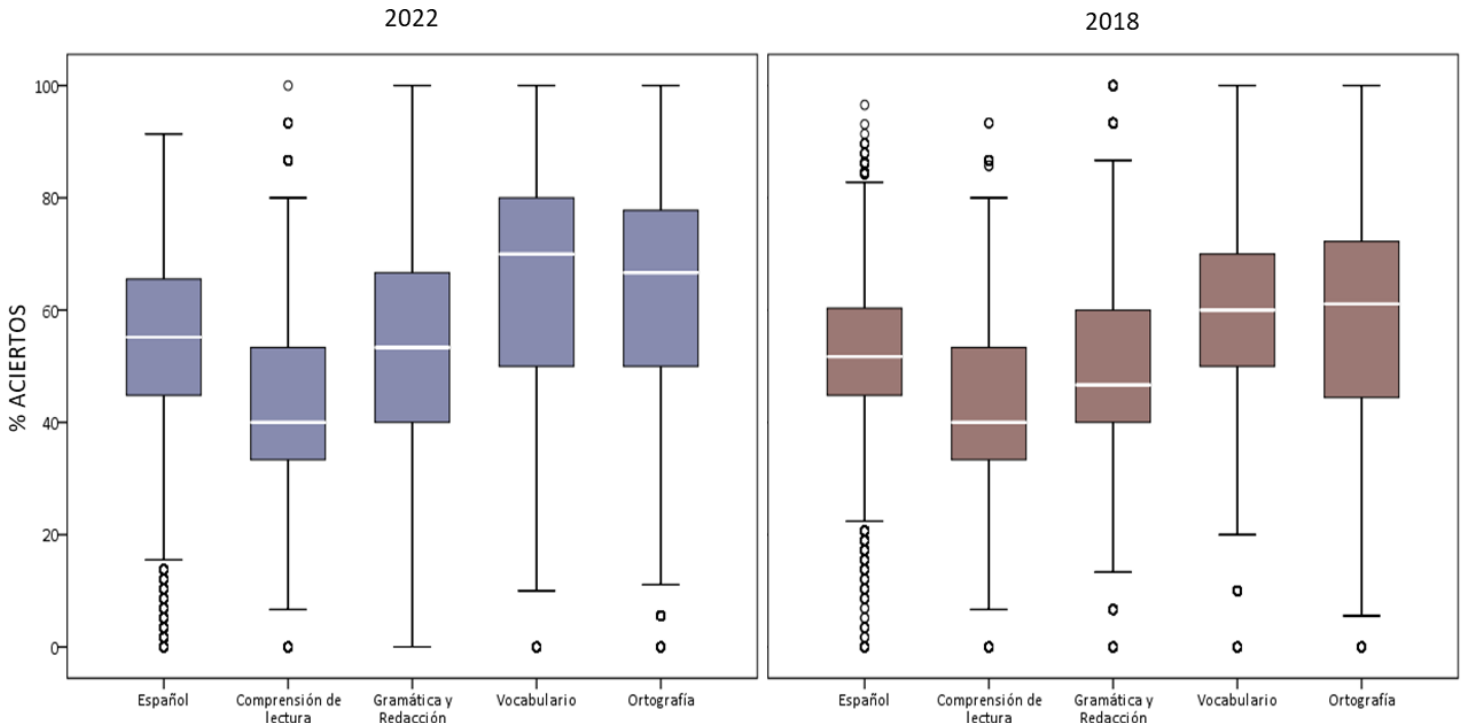 2022
2018
% ACIERTOS
100
80
60
40
20
0
Español
Comprensión de
lectura
Gramática y
Redacción
Vocabulario
Ortografía
Español
Comprensión de
lectura
Gramática y
Redacción
Vocabulario
Ortografía